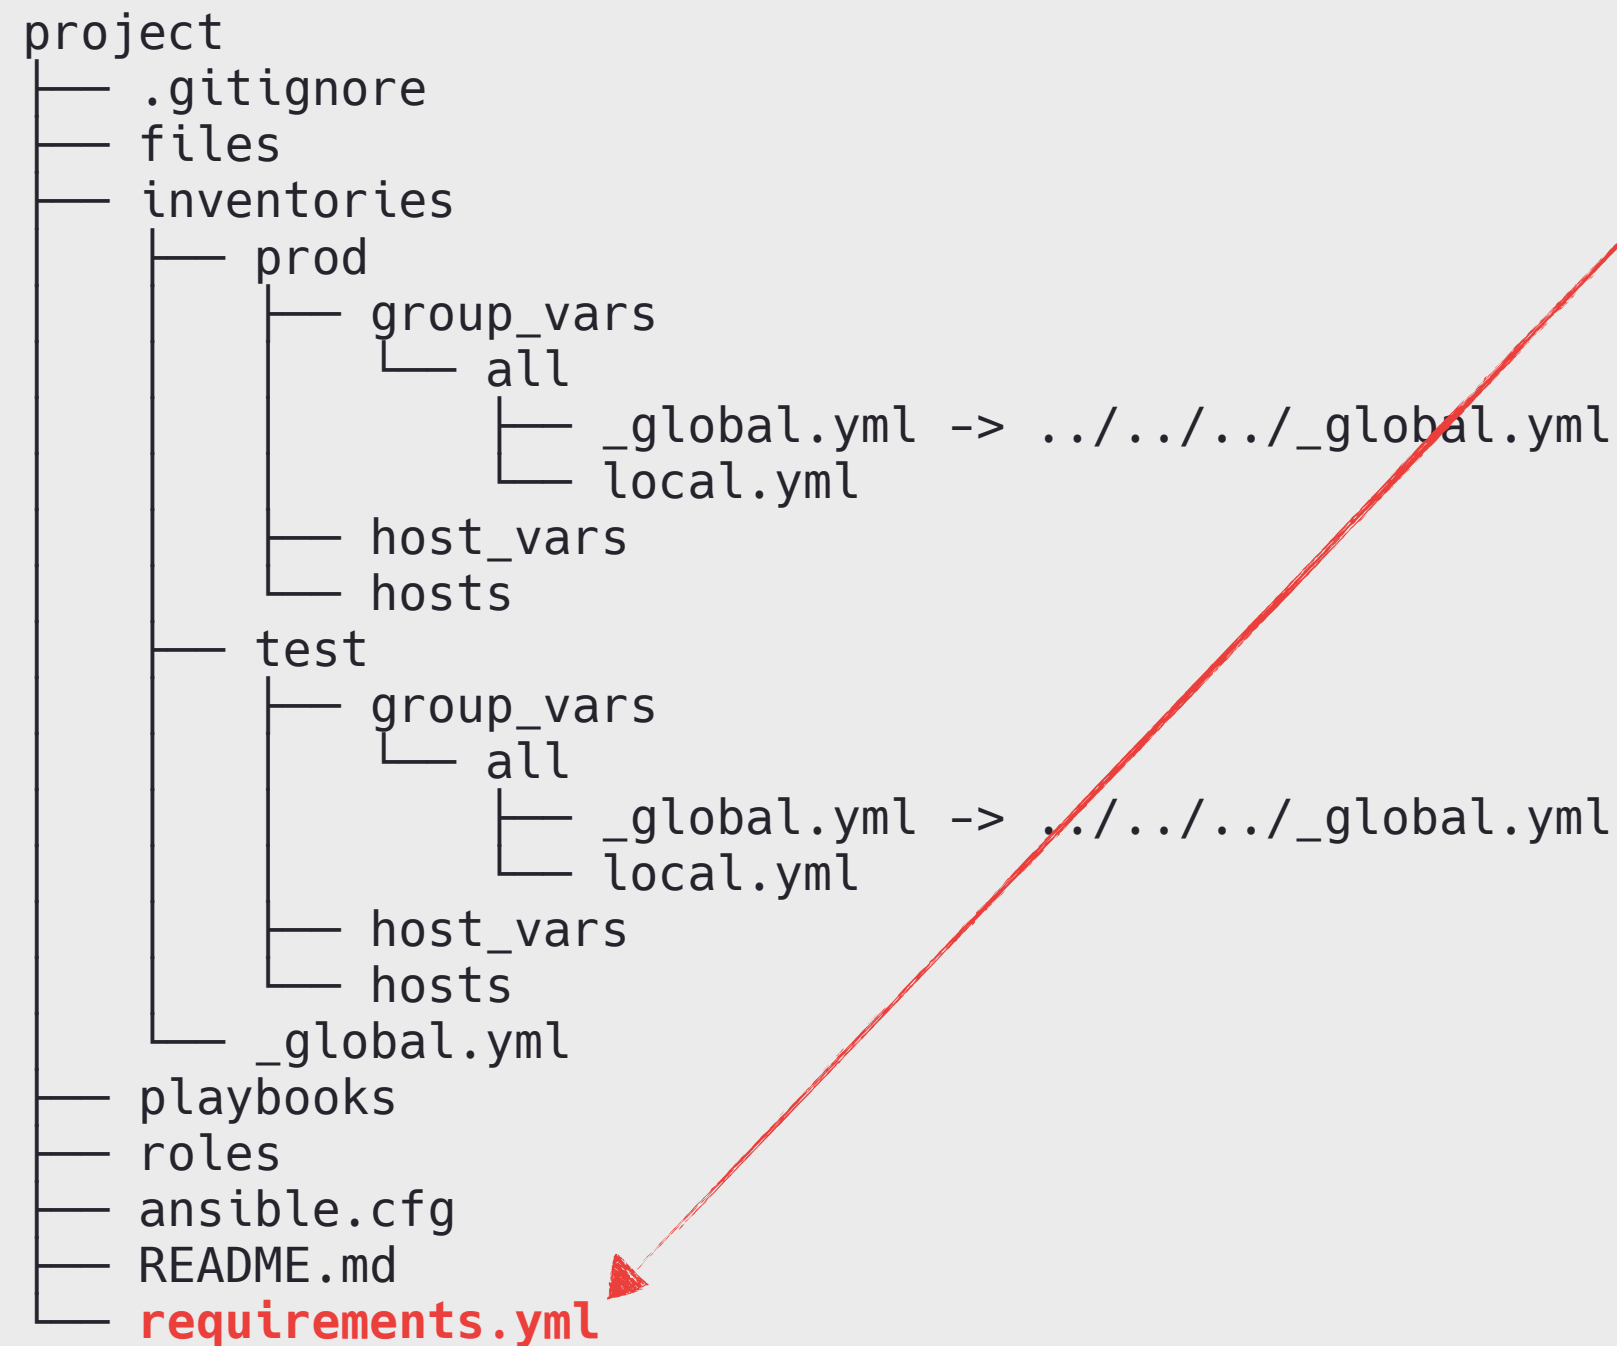 project
├── .gitignore
├── files
├── inventories
│   ├── prod
│   │   ├── group_vars
│   │   │   └── all
│   │   │       ├── _global.yml -> ../../../_global.yml
│   │   │       └── local.yml
│   │   ├── host_vars
│   │   └── hosts
│   ├── test
│   │   ├── group_vars
│   │   │   └── all
│   │   │       ├── _global.yml -> ../../../_global.yml
│   │   │       └── local.yml
│   │   ├── host_vars
│   │   └── hosts
│   └── _global.yml
├── playbooks
├── roles
├── ansible.cfg
├── README.md
└── requirements.yml